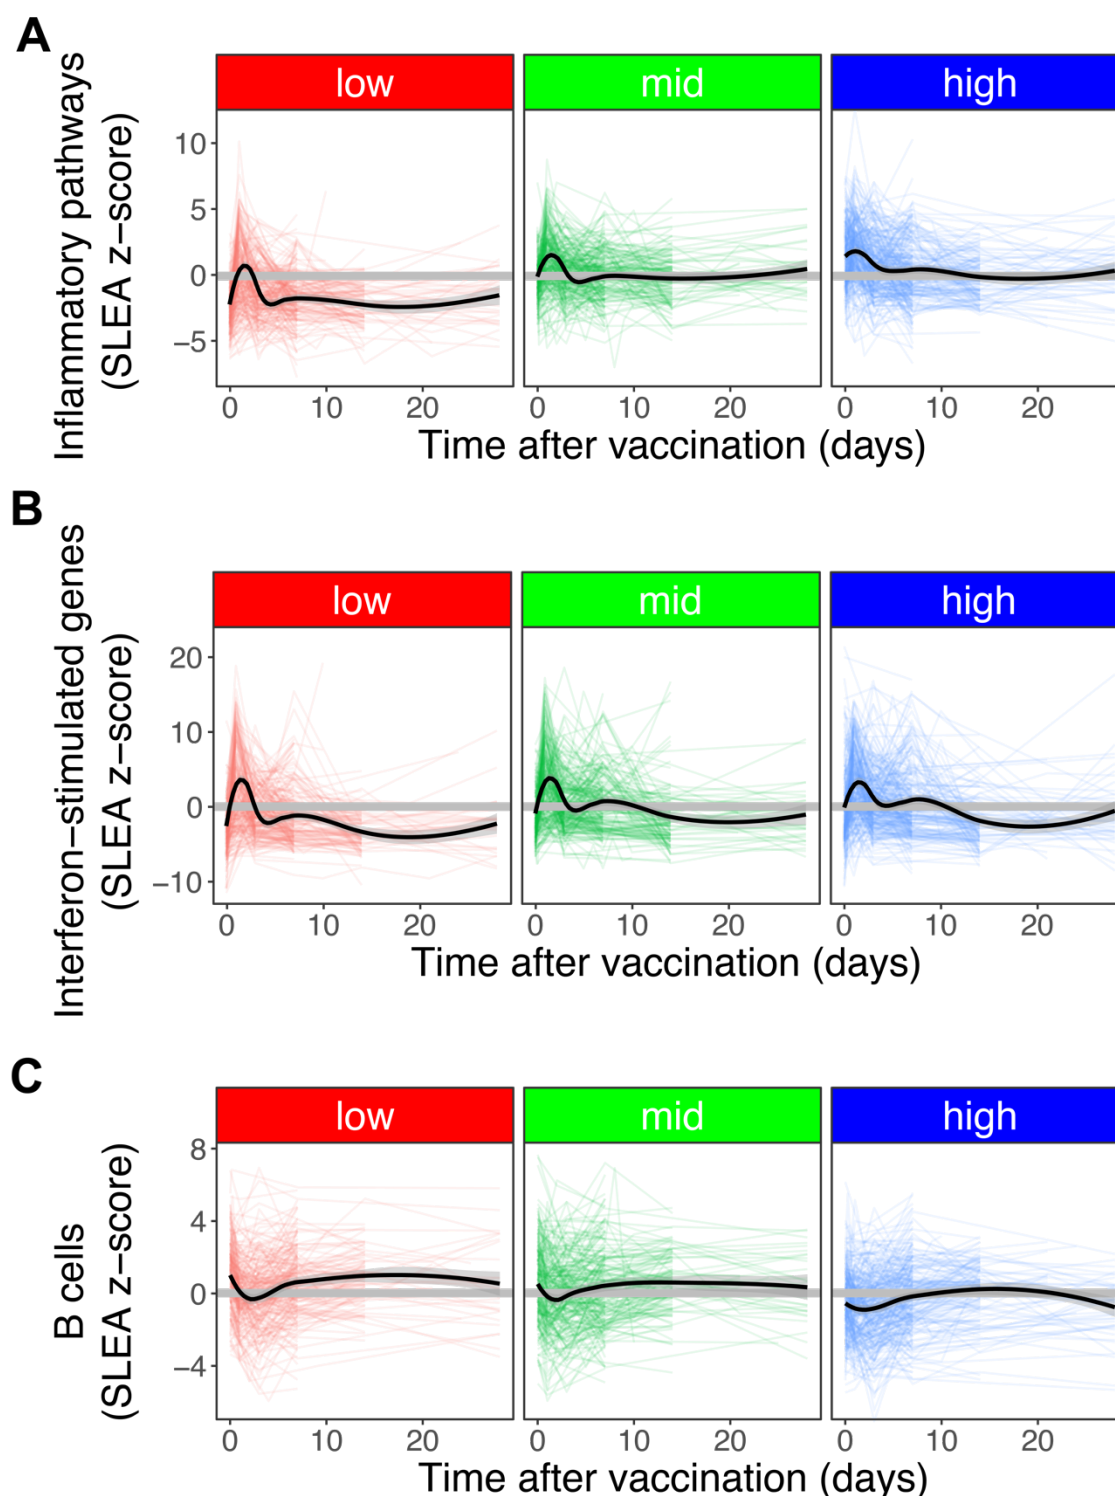 A
Inflammatory pathways
(SLEA z−score)
low mid high
10
5
0
−5
0 10 20 0 10 20 0 10 20
Time after vaccination (days)
B
Interferon−stimulated genes
(SLEA z−score)
low mid high
20
10
0
−10
0 10 20 0 10 20 0 10 20
Time after vaccination (days)
C
B cells
(SLEA z−score)
low mid high
8
4
0
−4
0 10 20 0 10 20 0 10 20
Time after vaccination (days)